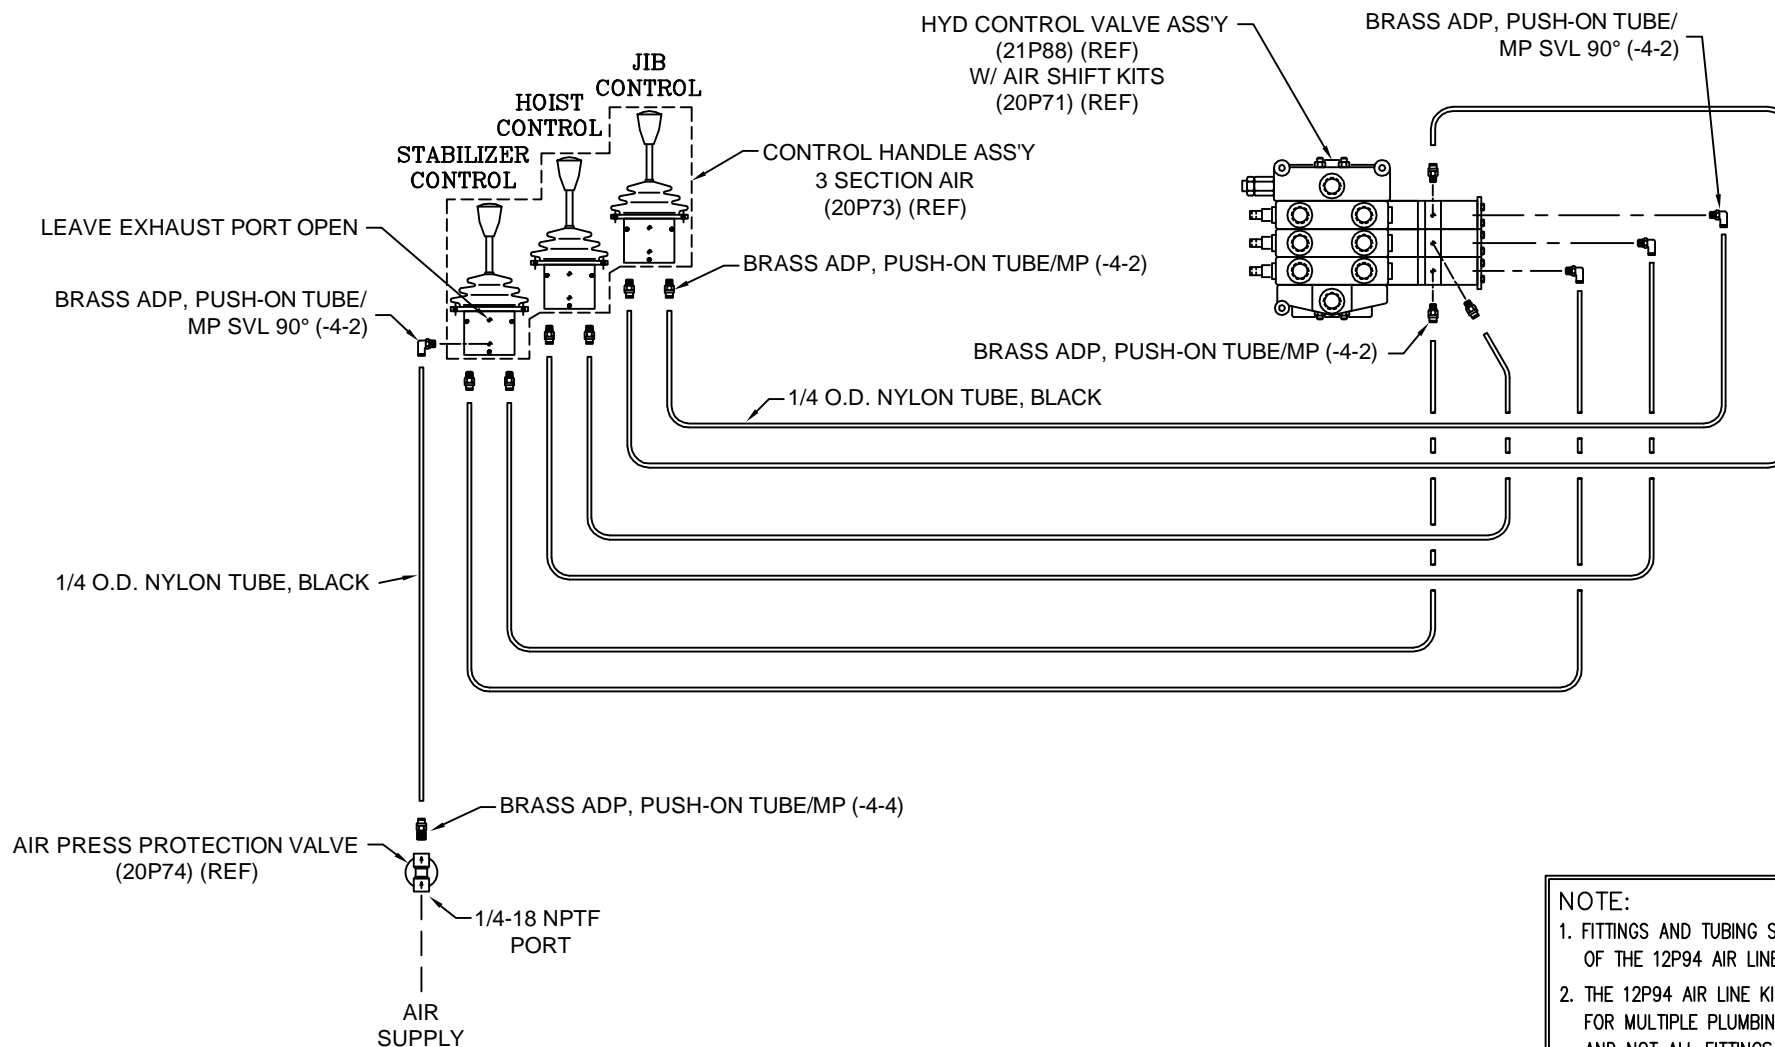 HYD CONTROL VALVE ASS'Y
(21P88) (REF)
W/ AIR SHIFT KITS
(20P71) (REF)
BRASS ADP, PUSH-ON TUBE/
MP SVL 90° (-4-2)
JIB
CONTROL
HOIST
CONTROL
STABILIZER
CONTROL
CONTROL HANDLE ASS'Y
3 SECTION AIR
(20P73) (REF)
LEAVE EXHAUST PORT OPEN
BRASS ADP, PUSH-ON TUBE/MP (-4-2)
BRASS ADP, PUSH-ON TUBE/
MP SVL 90° (-4-2)
BRASS ADP, PUSH-ON TUBE/MP (-4-2)
1/4 O.D. NYLON TUBE, BLACK
1/4 O.D. NYLON TUBE, BLACK
BRASS ADP, PUSH-ON TUBE/MP (-4-4)
AIR PRESS PROTECTION VALVE
(20P74) (REF)
1/4-18 NPTF
PORT
AIR
SUPPLY
NOTE:
1. FITTINGS AND TUBING
OF THE 12P94 AIR LINE
2. THE 12P94 AIR LINE
FOR MULTIPLE
AND NOT ALL FITTINGS